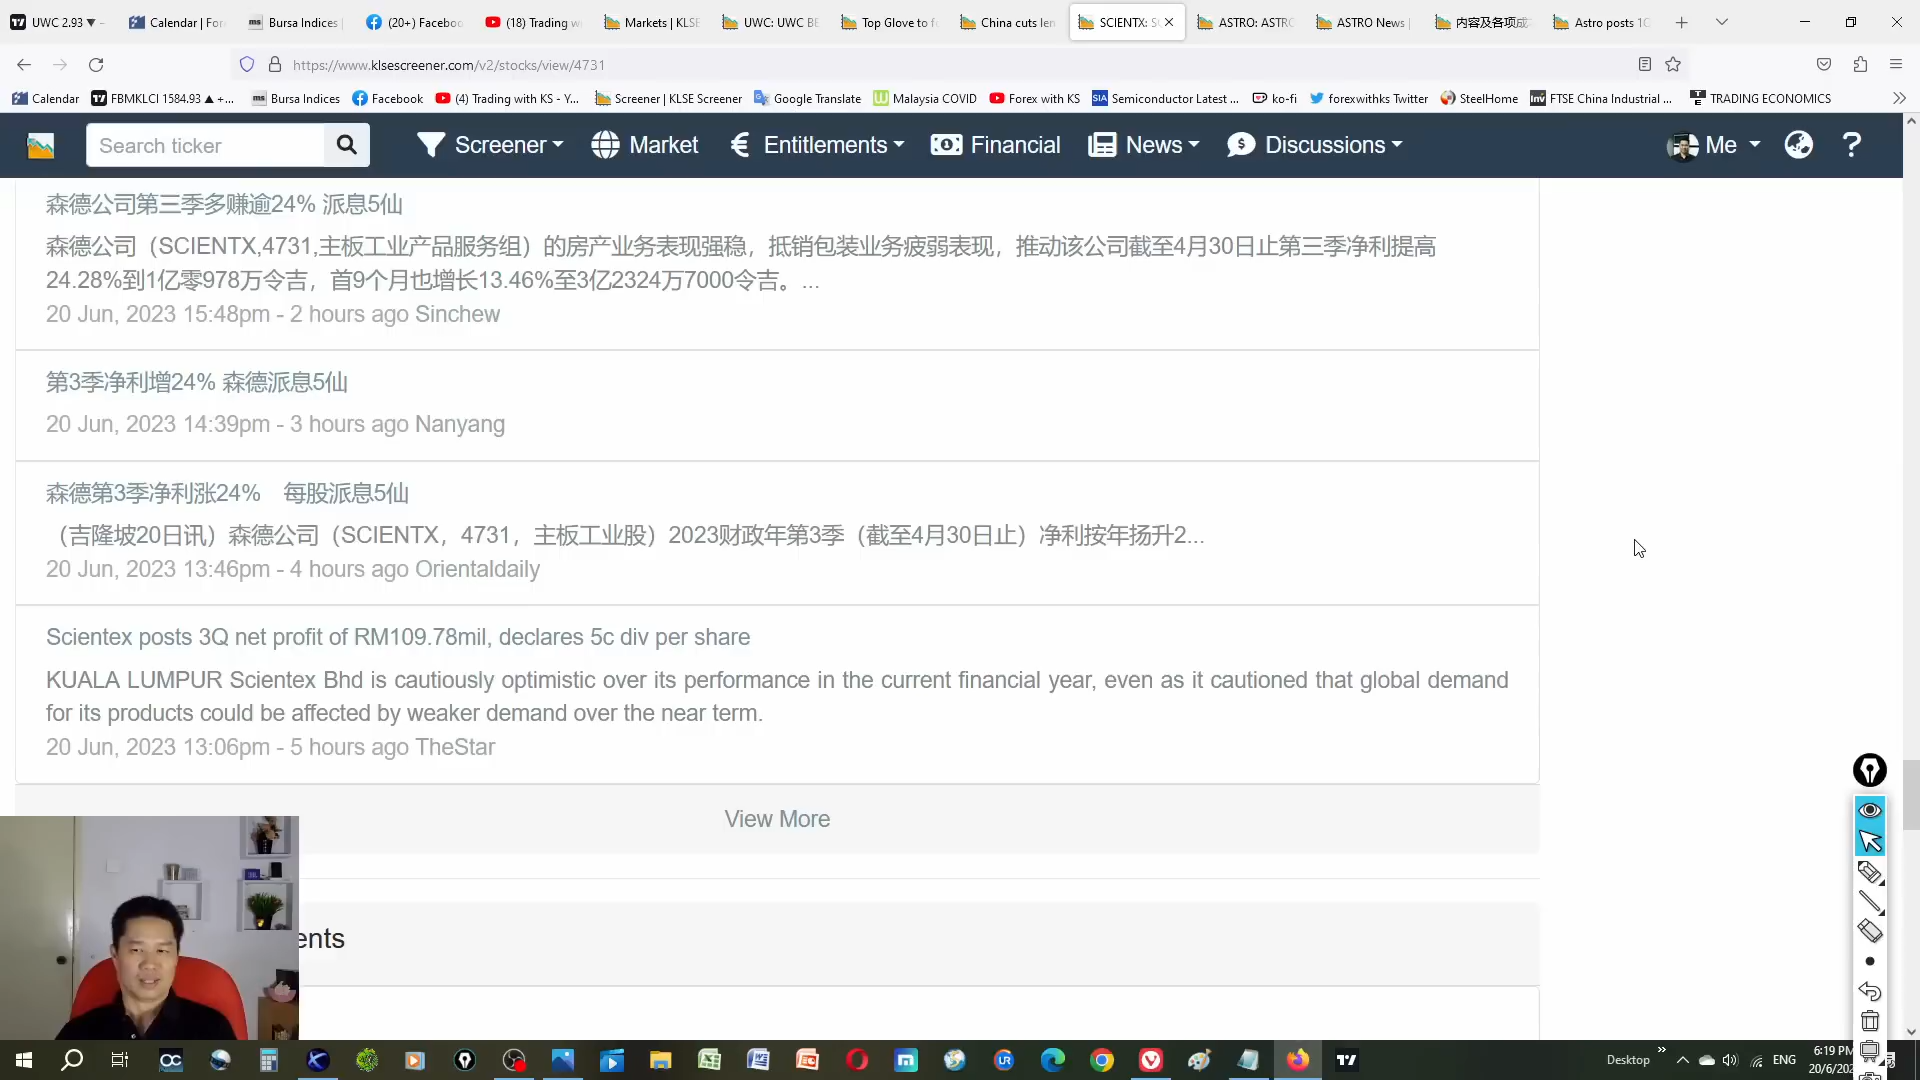 UWC 2.93 ▼ -
Calendar | For
Bursa Indices |
(20+) Facebo
(18) Trading w
Markets | KLSE
UWC: UWC BE
Top Glove to f
China cuts len
SCIENTX: S
ASTRO: ASTRO
ASTRO News |
内容及各项成
Astro posts 1Q
https://www.klsescreener.com/v2/stocks/view/4731
Calendar
FBMKLCI 1584.93 ▲ +...
Bursa Indices
Facebook
(4) Trading with KS - Y...
Screener | KLSE Screener
Google Translate
Malaysia COVID
Forex with KS
SIA Semiconductor Latest ...
ko-fi
forexwithks Twitter
SteelHome
Inv FTSE China Industrial ...
TRADING ECONOMICS
Search ticker
Screener
Market
Entitlements
Financial
News
Discussions
Me
?
森德公司第三季多赚逾24% 派息5仙
森德公司（SCIENTX,4731,主板工业产品服务组）的房产业务表现强稳，抵销包装业务疲弱表现，推动该公司截至4月30日止第三季净利提高
24.28%到1亿零978万令吉，首9个月也增长13.46%至3亿2324万7000令吉。...
20 Jun, 2023 15:48pm - 2 hours ago Sinchew
第3季净利增24% 森德派息5仙
20 Jun, 2023 14:39pm - 3 hours ago Nanyang
森德第3季净利涨24%　每股派息5仙
（吉隆坡20日讯）森德公司（SCIENTX，4731，主板工业股）2023财政年第3季（截至4月30日止）净利按年扬升2...
20 Jun, 2023 13:46pm - 4 hours ago Orientaldaily
Scientex posts 3Q net profit of RM109.78mil, declares 5c div per share
KUALA LUMPUR Scientex Bhd is cautiously optimistic over its performance in the current financial year, even as it cautioned that global demand
for its products could be affected by weaker demand over the near term.
20 Jun, 2023 13:06pm - 5 hours ago TheStar
View More
ents
Desktop
ENG
6:19 PM
20/6/202